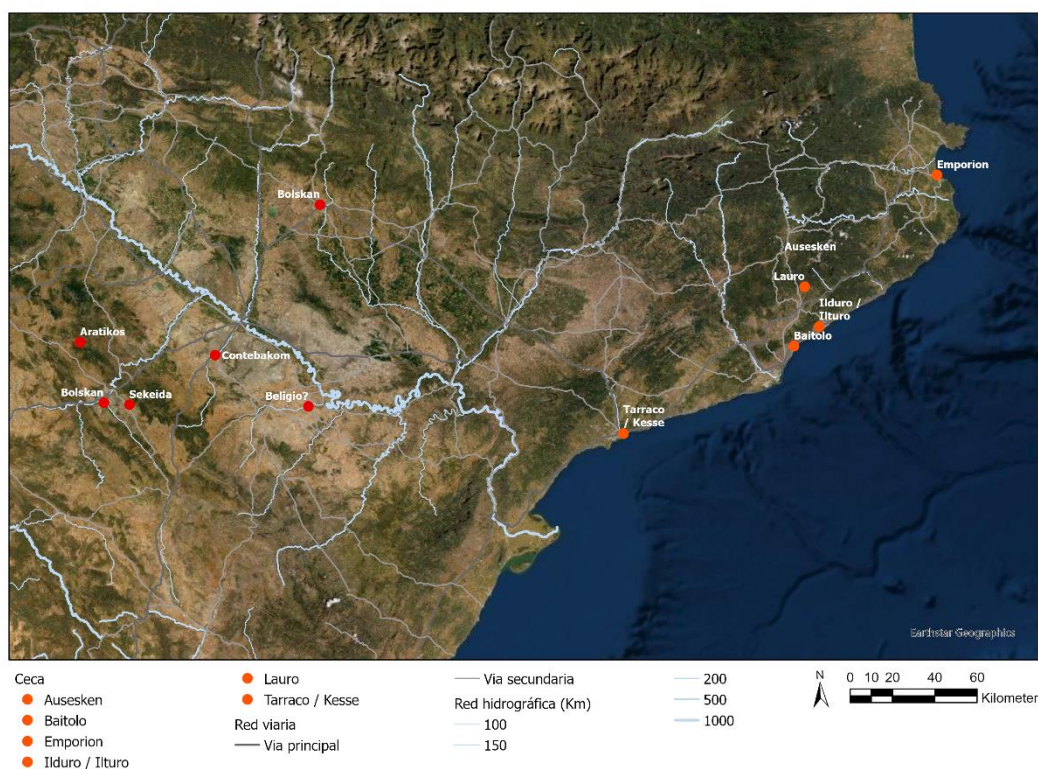 Emporion
Bolskan
Ausesken
Lauro
Ilduro /
Ilturo
Aratikos
Baitolo
Contebakom
Bolskan
Sekeida
Beligio?
Tarraco
/ Kesse
Earthstar Geographics
Ceca
Ausesken
Baitolo
Emporion
Ilduro / Ilturo
Lauro
Tarraco / Kesse
Red viaria
Via principal
Via secundaria
Red hidrográfica (Km)
100
150
200
500
1000
N
0 10 20 40 60
Kilometer